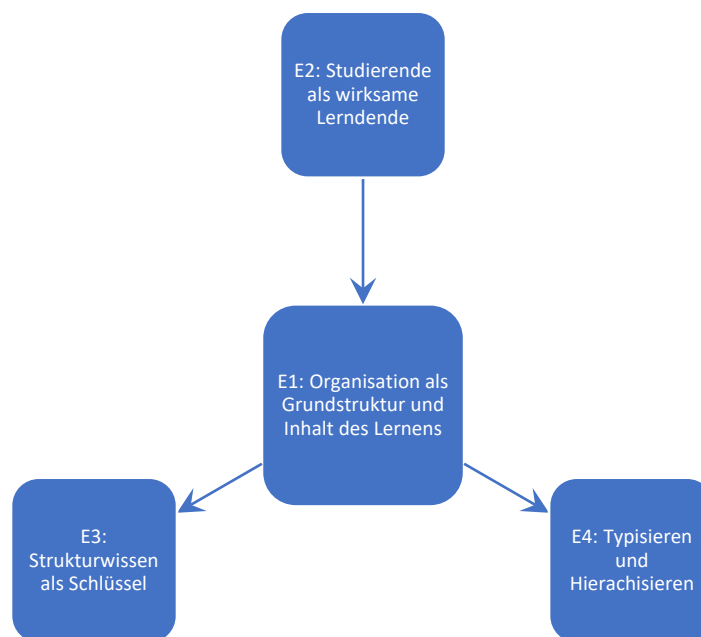 E2: Studierende
als wirksame
Lerndende
E1: Organisation als
Grundstruktur und
Inhalt des Lernens
E3:
Strukturwissen
als Schlüssel
E4: Typisieren
und
Hierachisieren